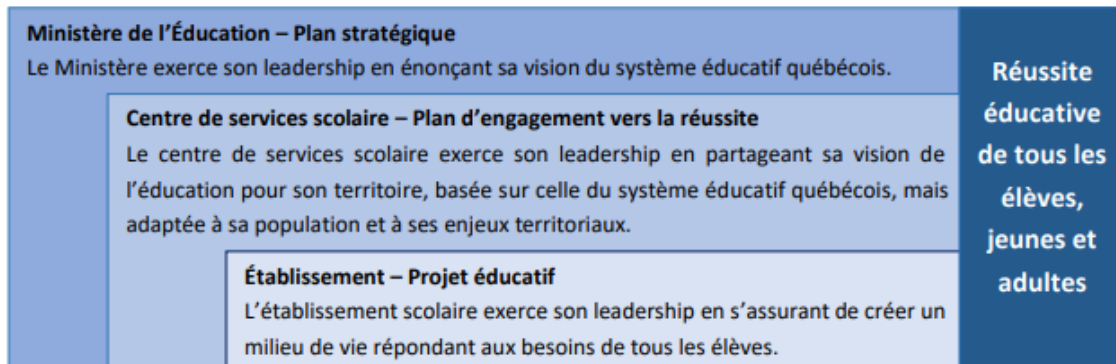 Ministère de l’Éducation – Plan stratégique
Le Ministère exerce son leadership en énonçant sa vision du système éducatif québécois.
Centre de services scolaire – Plan d’engagement vers la réussite
Le centre de services scolaire exerce son leadership en partageant sa vision de
l’éducation pour son territoire, basée sur celle du système éducatif québécois, mais
adaptée à sa population et à ses enjeux territoriaux.
Établissement – Projet éducatif
L’établissement scolaire exerce son leadership en s’assurant de créer un
milieu de vie répondant aux besoins de tous les élèves.
Réussite
éducative
de tous les
élèves,
jeunes et
adultes